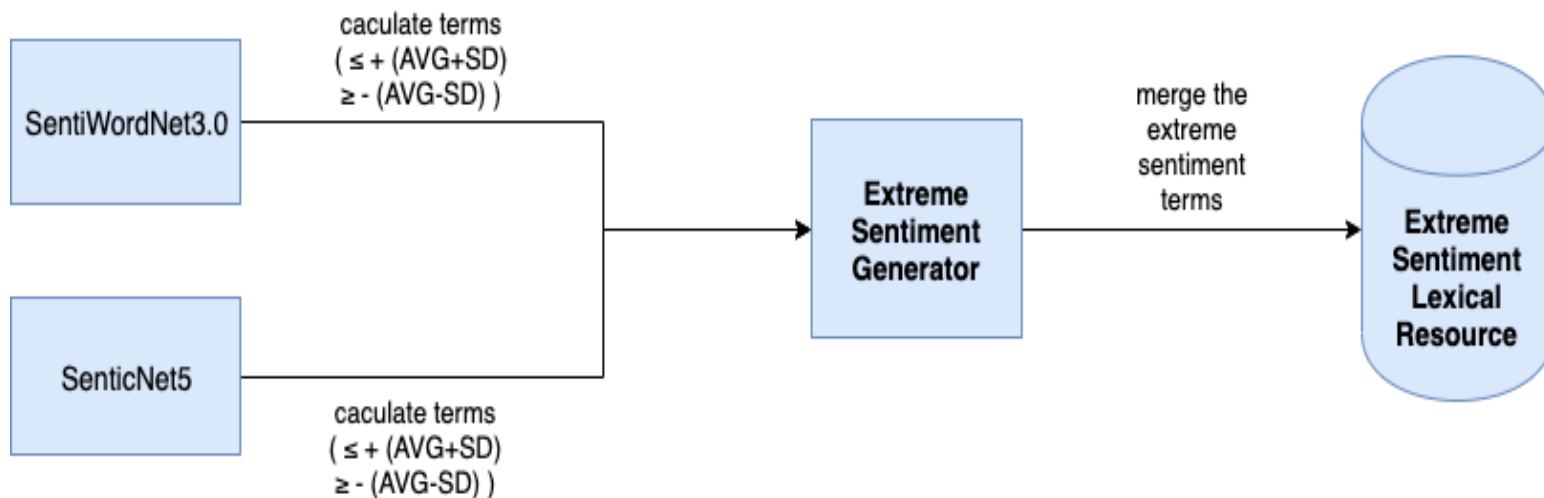 caculate terms
( ≤ + (AVG+SD)
≥ - (AVG-SD) )
SentiWordNet3.0
merge the
extreme
sentiment
terms
Extreme
Sentiment
Generator
Extreme
Sentiment
Lexical
Resource
SenticNet5
caculate terms
( ≤ + (AVG+SD)
≥ - (AVG-SD) )